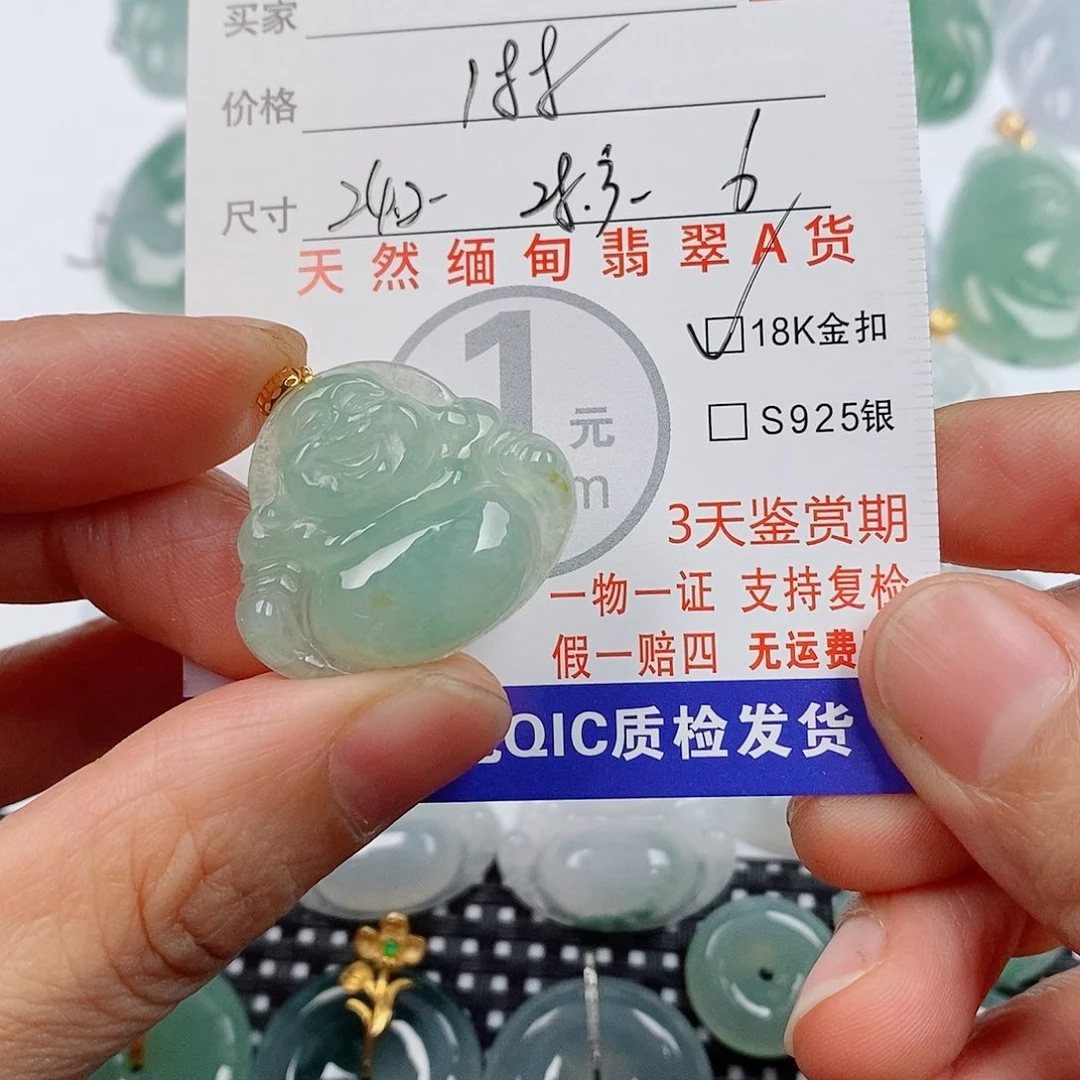 买家
价格 188
尺寸 24.2- 28.3- 6
天然缅甸翡翠A货
1元
m
18K金扣
S925银
3天鉴赏期
一物一证 支持复检
假一赔四 无运费
QIC质检发货